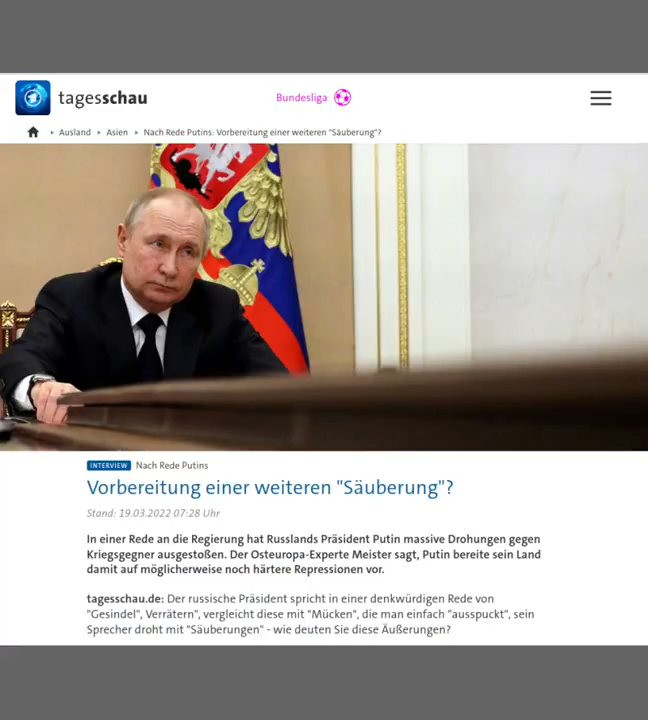 tagesschau
Bundesliga
Ausland
Asien
Nach Rede Putins: Vorbereitung einer weiteren "Säuberung"?
INTERVIEW Nach Rede Putins
Vorbereitung einer weiteren "Säuberung"?
Stand: 19.03.2022 07:28 Uhr
In einer Rede an die Regierung hat Russlands Präsident Putin massive Drohungen gegen
Kriegsgegner ausgestoßen. Der Osteuropa-Experte Meister sagt, Putin bereite sein Land
damit auf möglicherweise noch härtere Repressionen vor.
tagesschau.de: Der russische Präsident spricht in einer denkwürdigen Rede von
"Gesindel", Verrätern", vergleicht diese mit "Mücken", die man einfach "ausspuckt", sein
Sprecher droht mit "Säuberungen" - wie deuten Sie diese Äußerungen?